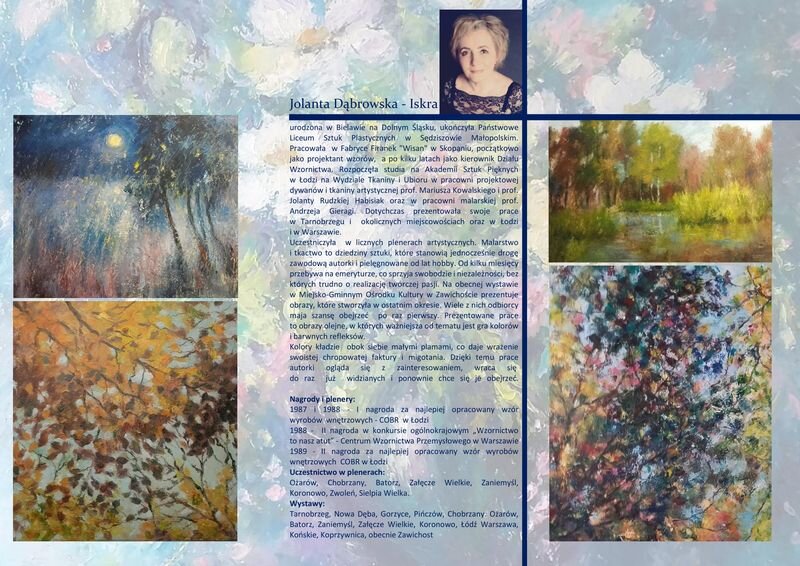 Jolanta Dąbrowska - Iskra
urodzona w Bielawie na Dolnym Śląsku, ukończyła Państwowe
Liceum Sztuk Plastycznych w Sędziszowie Małopolskim.
Pracowała w Fabryce Firanek "Wisan" w Skopaniu, początkowo
jako projektant wzorów, a po kilku latach jako kierownik Działu
Wzornictwa. Rozpoczęła studia na Akademii Sztuk Pięknych
w Łodzi na Wydziale Tkaniny i Ubioru w pracowni projektowej
dywanów i tkaniny artystycznej prof. Mariusza Kowalskiego i prof.
Jolanty Rudzkiej Habisiak oraz w pracowni malarskiej prof.
Andrzeja Gieragi. Dotychczas prezentowała swoje prace
w Tarnobrzegu i okolicznych miejscowościach oraz w Łodzi
i w Warszawie.
Uczestniczyła w licznych plenerach artystycznych. Malarstwo
i tkactwo to dziedziny sztuki, które stanowią jednocześnie drogę
zawodową autorki i pielęgnowane od lat hobby. Od kilku miesięcy
przebywa na emeryturze, co sprzyja swobodzie i niezależności, bez
których trudno o realizację twórczej pasji. Na obecnej wystawie
w Miejsko-Gminnym Ośrodku Kultury w Zawichoście prezentuje
obrazy, które stworzyła w ostatnim okresie. Wiele z nich odbiorcy
maja szansę obejrzeć po raz pierwszy. Prezentowane prace
to obrazy olejne, w których ważniejsza od tematu jest gra kolorów
i barwnych refleksów.
Kolory kładzie obok siebie małymi plamami, co daje wrażenie
swoistej chropowatej faktury i migotania. Dzięki temu prace
autorki ogląda się z zainteresowaniem, wraca się
do raz już widzianych i ponownie chce się je obejrzeć.
Nagrody i plenery:
1987 i 1988 - I nagroda za najlepiej opracowany wzór
wyrobów wnętrzowych - COBR w Łodzi
1988 - II nagroda w konkursie ogólnokrajowym „Wzornictwo
to nasz atut" - Centrum Wzornictwa Przemysłowego w Warszawie
1989 - II nagroda za najlepiej opracowany wzór wyrobów
wnętrzowych COBR w Łodzi
Uczestnictwo w plenerach:
Ożarów, Chobrzany, Batorz, Załęcze Wielkie, Zaniemyśl,
Koronowo, Zwoleń, Sielpia Wielka.
Wystawy:
Tarnobrzeg, Nowa Dęba, Gorzyce, Pińczów, Chobrzany Ożarów,
Batorz, Zaniemyśl, Załęcze Wielkie, Koronowo, Łódź Warszawa,
Końskie, Koprzywnica, obecnie Zawichost